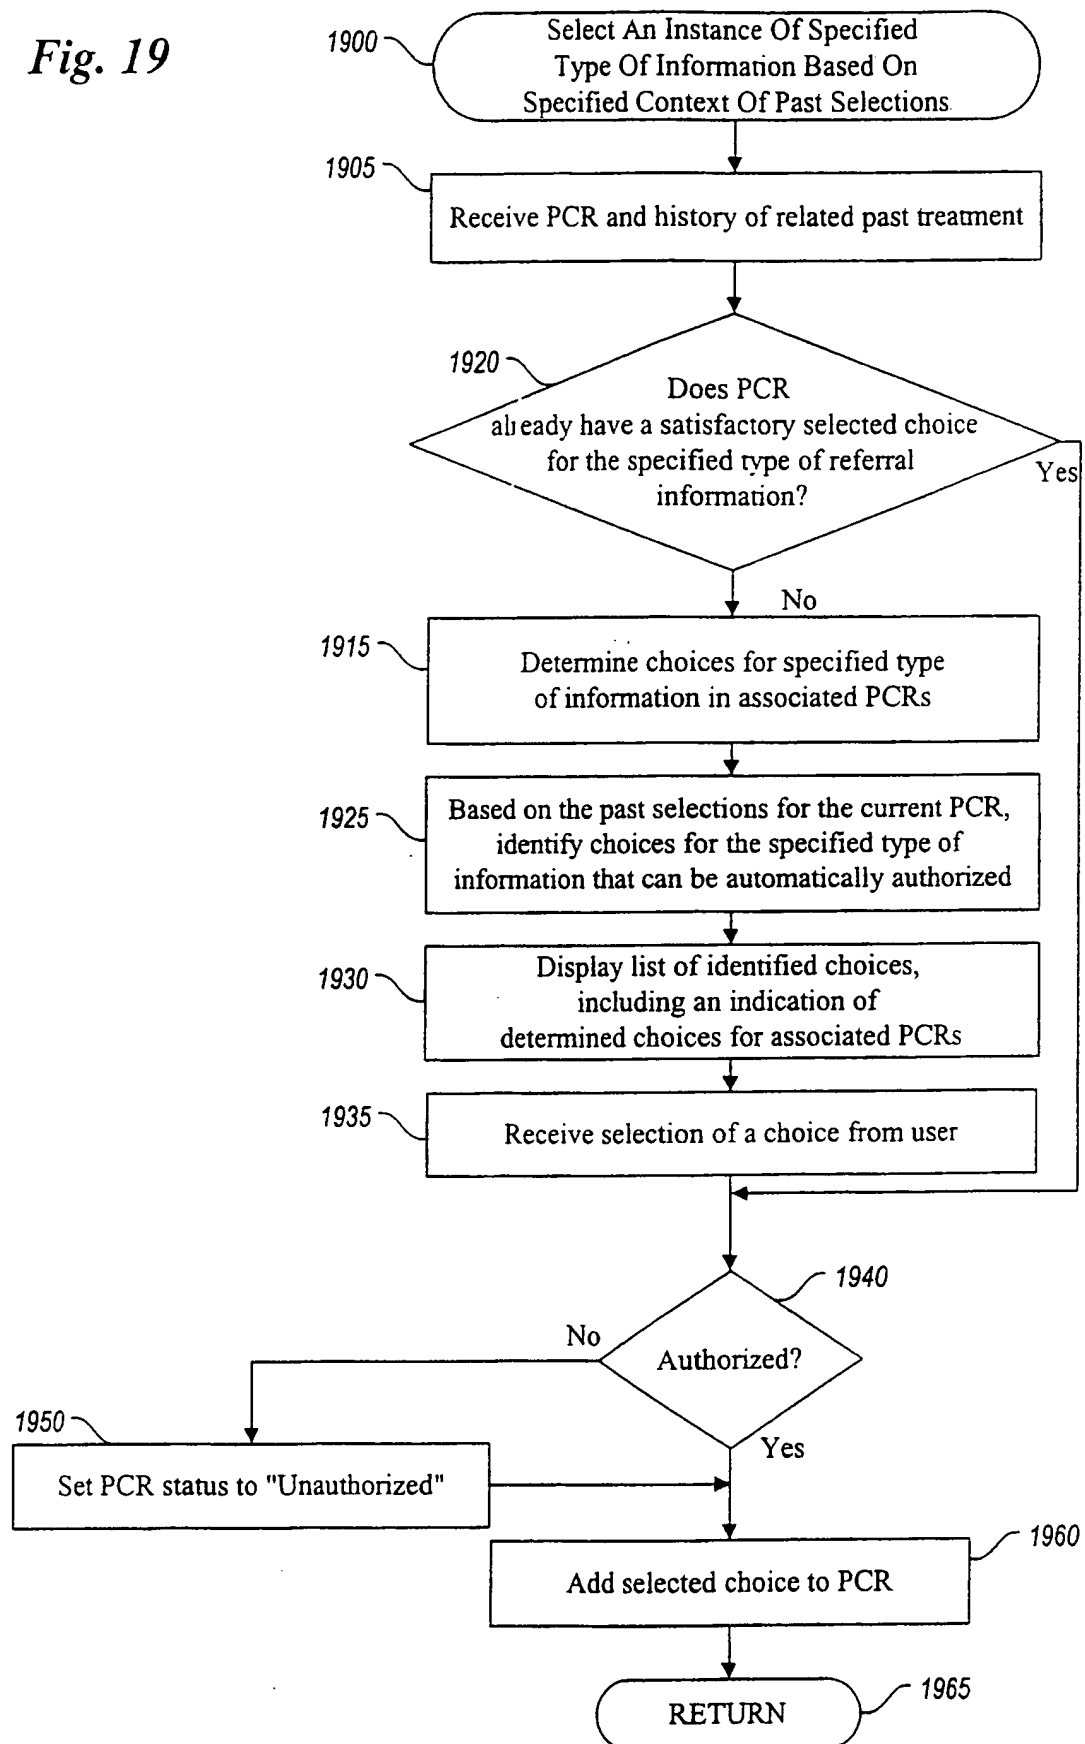 Fig. 19
1900
Select An Instance Of Specified
Type Of Information Based On
Specified Context Of Past Selections
1905
Receive PCR and history of related past treatment
1920
Does PCR
already have a satisfactory selected choice
for the specified type of referral
information?
Yes
No
1915
Determine choices for specified type
of information in associated PCRs
1925
Based on the past selections for the current PCR,
identify choices for the specified type of
information that can be automatically authorized
1930
Display list of identified choices,
including an indication of
determined choices for associated PCRs
1935
Receive selection of a choice from user
1940
No
Authorized?
1950
Yes
Set PCR status to "Unauthorized"
1960
Add selected choice to PCR
1965
RETURN